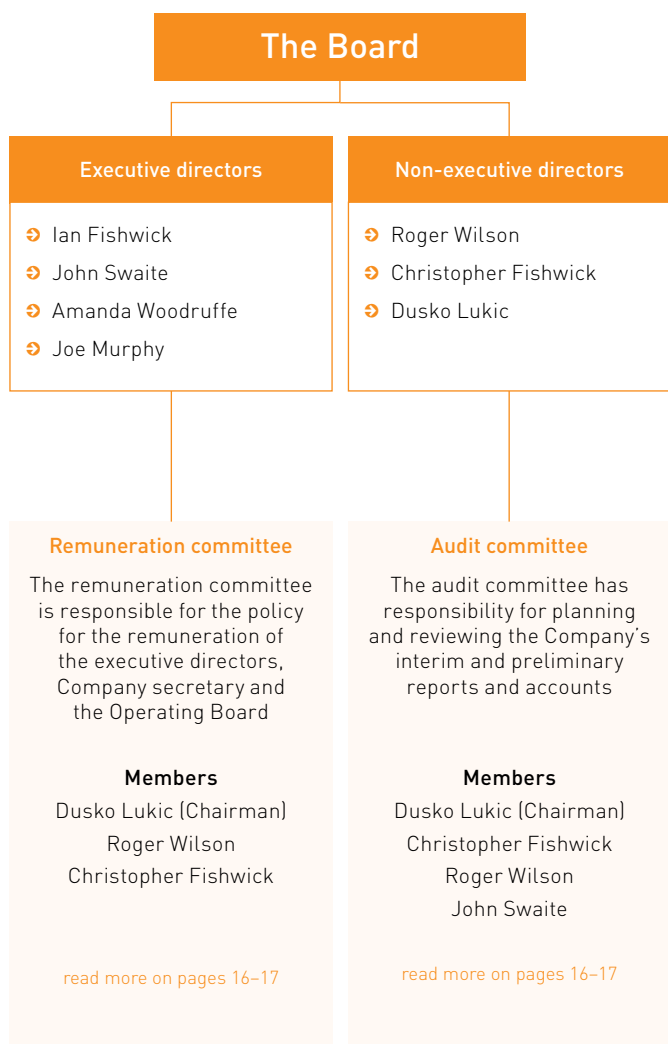 The Board
Executive directors
Ian Fishwick
John Swaite
Amanda Woodruffe
Joe Murphy
Non-executive directors
Roger Wilson
Christopher Fishwick
Dusko Lukic
Remuneration committee
The remuneration committee
is responsible for the policy
for the remuneration of
the executive directors,
Company secretary and
the Operating Board
Members
Dusko Lukic (Chairman)
Roger Wilson
Christopher Fishwick
read more on pages 16–17
Audit committee
The audit committee has
responsibility for planning
and reviewing the Company’s
interim and preliminary
reports and accounts
Members
Dusko Lukic (Chairman)
Christopher Fishwick
Roger Wilson
John Swaite
read more on pages 16–17